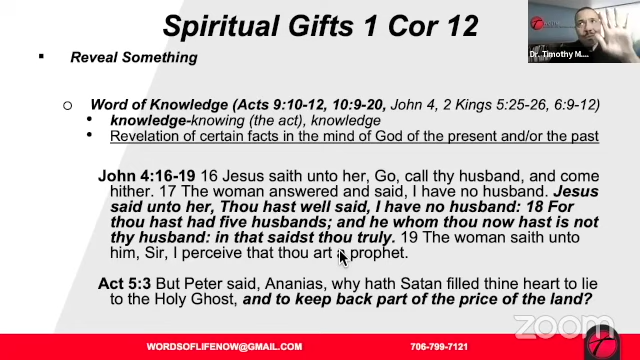 Spiritual Gifts 1 Cor 12
Reveal Something
Dr. Timothy M....
Word of Knowledge (Acts 9:10-12, 10:9-20, John 4, 2 Kings 5:25-26, 6:9-12)
knowledge-knowing (the act), knowledge
Revelation of certain facts in the mind of God of the present and/or the past
John 4:16-19 16 Jesus saith unto her, Go, call thy husband, and come
hither. 17 The woman answered and said, I have no husband. Jesus
said unto her, Thou hast well said, I have no husband: 18 For
thou hast had five husbands; and he whom thou now hast is not
thy husband: in that saidst thou truly. 19 The woman saith unto
him, Sir, I perceive that thou art a prophet.
Act 5:3 But Peter said, Ananias, why hath Satan filled thine heart to lie
to the Holy Ghost, and to keep back part of the price of the land?
zoom
WORDSOFLIFENOW@GMAIL.COM 706-799-7121